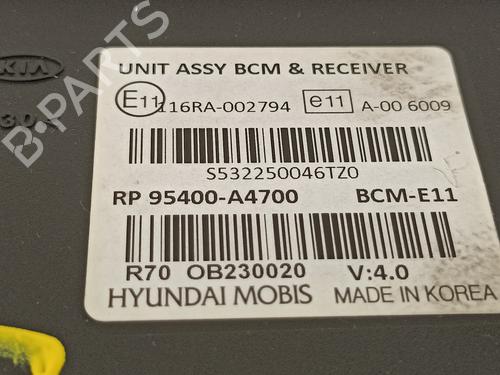 KIA
B-PARTS
UNIT ASSY BCM & RECEIVER
E11 116RA-002794 e11 A-00 6009
S532250046TZ0
RP 95400-A4700 BCM-E11
R70 OB230020 V:4.0
HYUNDAI MOBIS MADE IN KOREA